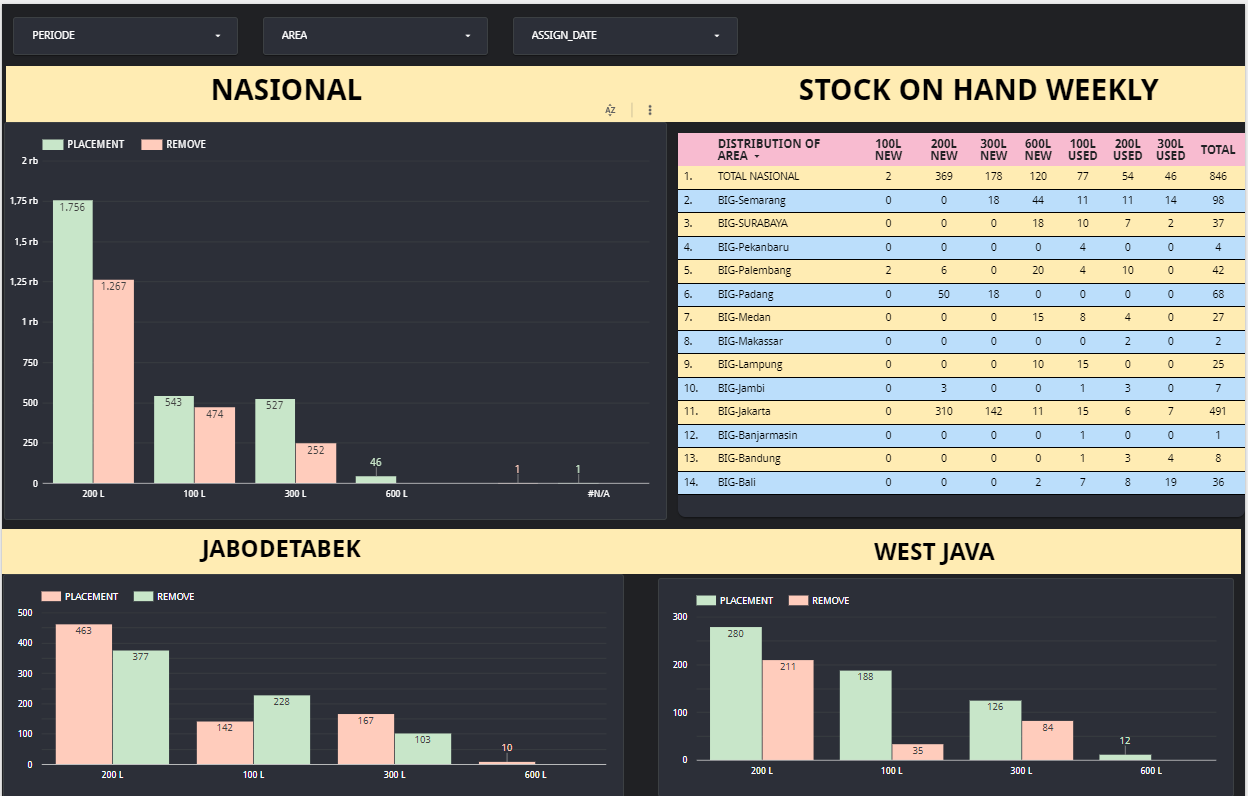 PERIODE AREA ASSIGN_DATE
NASIONAL
STOCK ON HAND WEEKLY
PLACEMENT REMOVE
2 rb
1,75 rb
1,5 rb
1,25 rb
1 rb
750
500
250
0
1.756 1.267
543 474
527 252
46
1
1
200 L 100 L 300 L 600 L #N/A
DISTRIBUTION OF AREA 100L NEW 200L NEW 300L NEW 600L NEW 100L USED 200L USED 300L USED TOTAL
1. TOTAL NASIONAL 2 369 178 120 77 54 46 846
2. BIG-Semarang 0 0 18 44 11 11 14 98
3. BIG-SURABAYA 0 0 0 18 10 7 2 37
4. BIG-Pekanbaru 0 0 0 0 4 0 0 4
5. BIG-Palembang 2 6 0 20 4 10 0 42
6. BIG-Padang 0 50 18 0 0 0 0 68
7. BIG-Medan 0 0 0 15 8 4 0 27
8. BIG-Makassar 0 0 0 0 0 2 0 2
9. BIG-Lampung 0 0 0 10 15 0 0 25
10. BIG-Jambi 0 3 0 0 1 3 0 7
11. BIG-Jakarta 0 310 142 11 15 6 7 491
12. BIG-Banjarmasin 0 0 0 0 1 0 0 1
13. BIG-Bandung 0 0 0 0 1 3 4 8
14. BIG-Bali 0 0 0 2 7 8 19 36
JABODETABEK
PLACEMENT REMOVE
500
400
300
200
100
0
463 377
142 228
167 103
10
200 L 100 L 300 L 600 L
WEST JAVA
PLACEMENT REMOVE
300
200
100
0
280 211
188 35
126 84
12
200 L 100 L 300 L 600 L